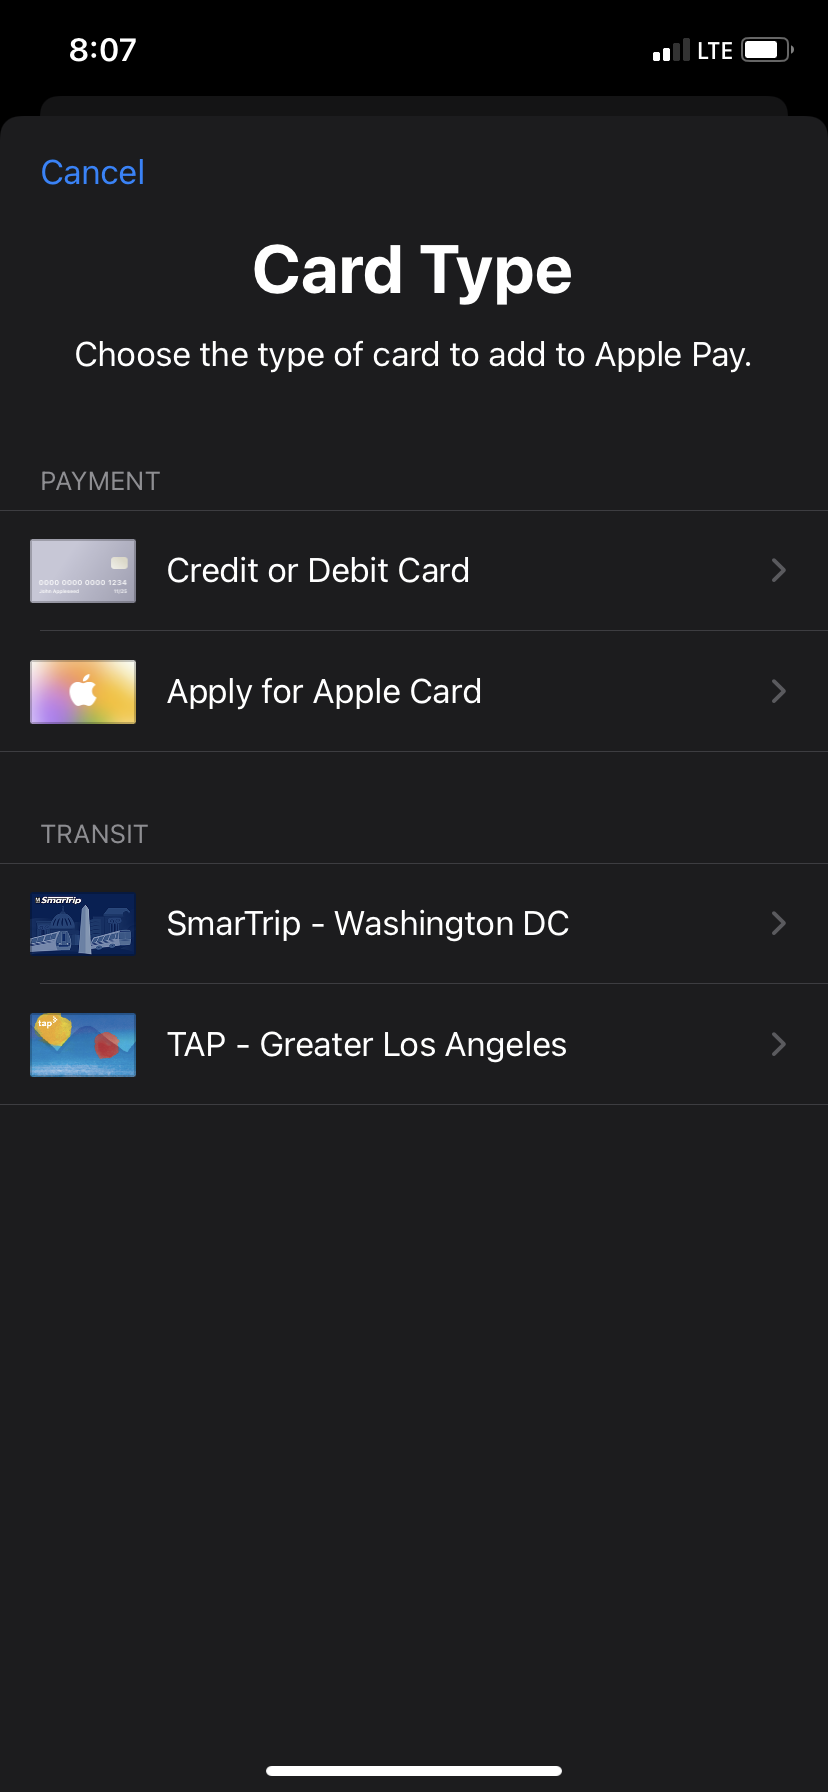 8:07
LTE
Cancel
Card Type
Choose the type of card to add to Apple Pay.
PAYMENT
0000 0000 0000 1234
John Appleseed 11/25
Credit or Debit Card
Apply for Apple Card
TRANSIT
SmarTrip
SmarTrip - Washington DC
tap
TAP - Greater Los Angeles